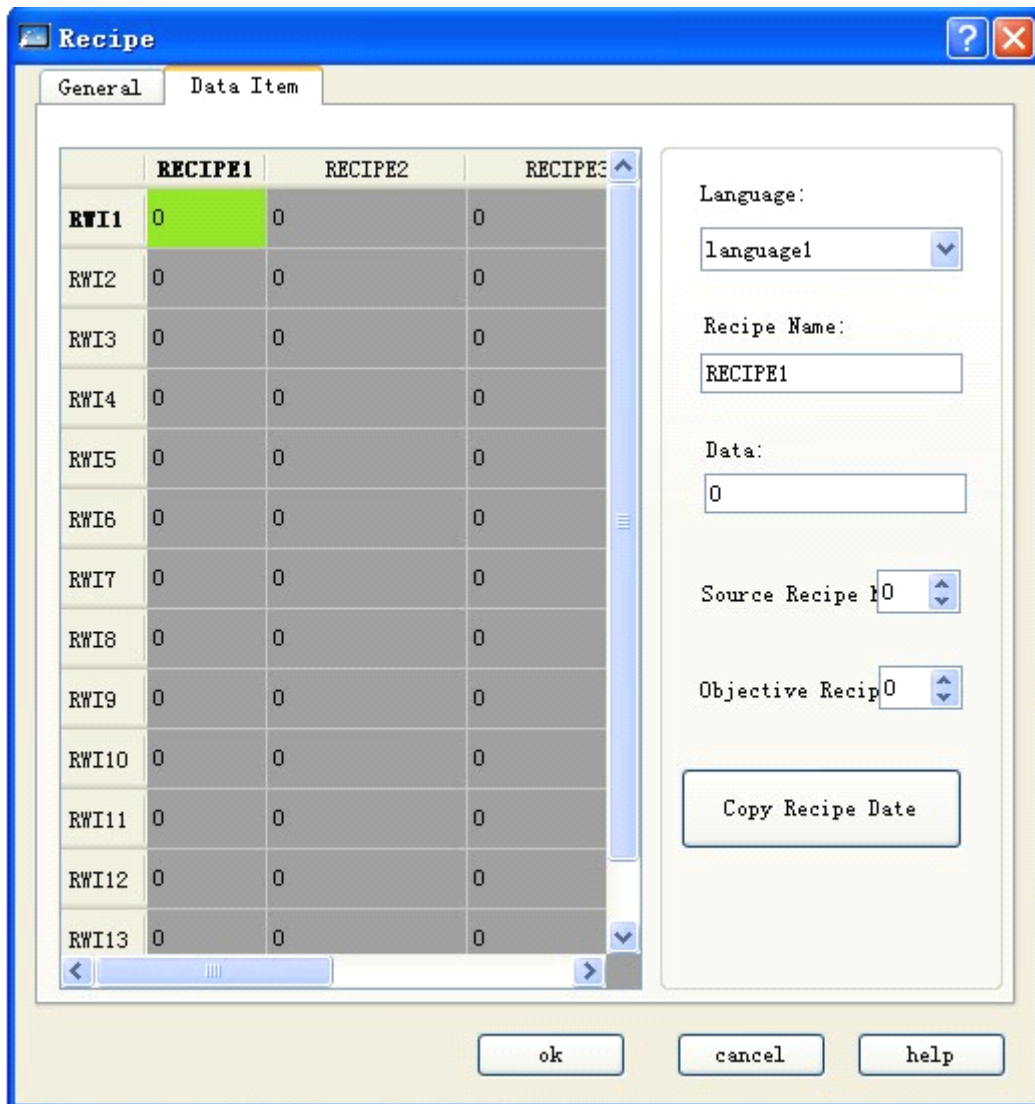 Recipe
General Data Item
RECIPE1 RECIPE2 RECIPE3
RWI1 0 0 0
RWI2 0 0 0
RWI3 0 0 0
RWI4 0 0 0
RWI5 0 0 0
RWI6 0 0 0
RWI7 0 0 0
RWI8 0 0 0
RWI9 0 0 0
RWI10 0 0 0
RWI11 0 0 0
RWI12 0 0 0
RWI13 0 0 0
Language:
language1
Recipe Name:
RECIPE1
Data:
0
Source Recipe 0
Objective Recip 0
Copy Recipe Date
ok cancel help